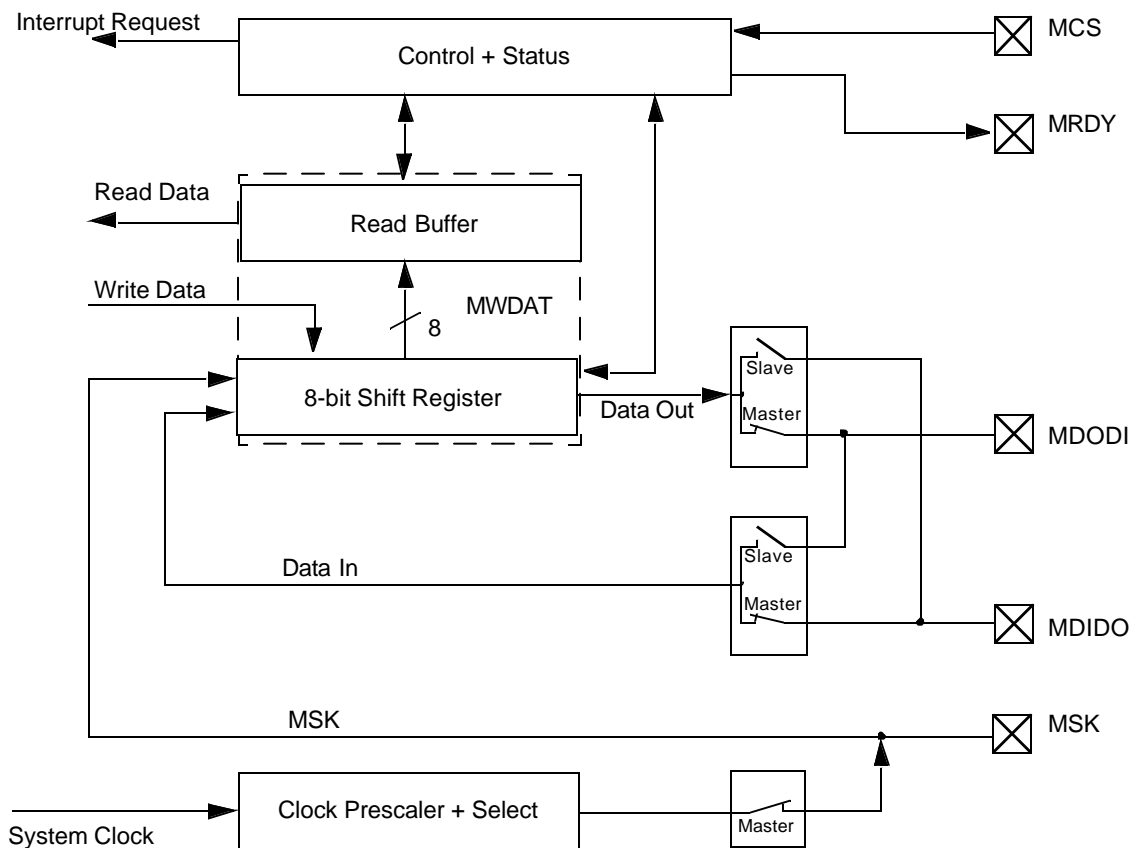 Interrupt Request
MCS
Control + Status
MRDY
Read Data
Read Buffer
Write Data
MWDAT
8
Slave
8-bit Shift Register
Data Out
Master
MDODI
Slave
Data In
Master
MDIDO
MSK
MSK
Clock Prescaler + Select
Master
System Clock